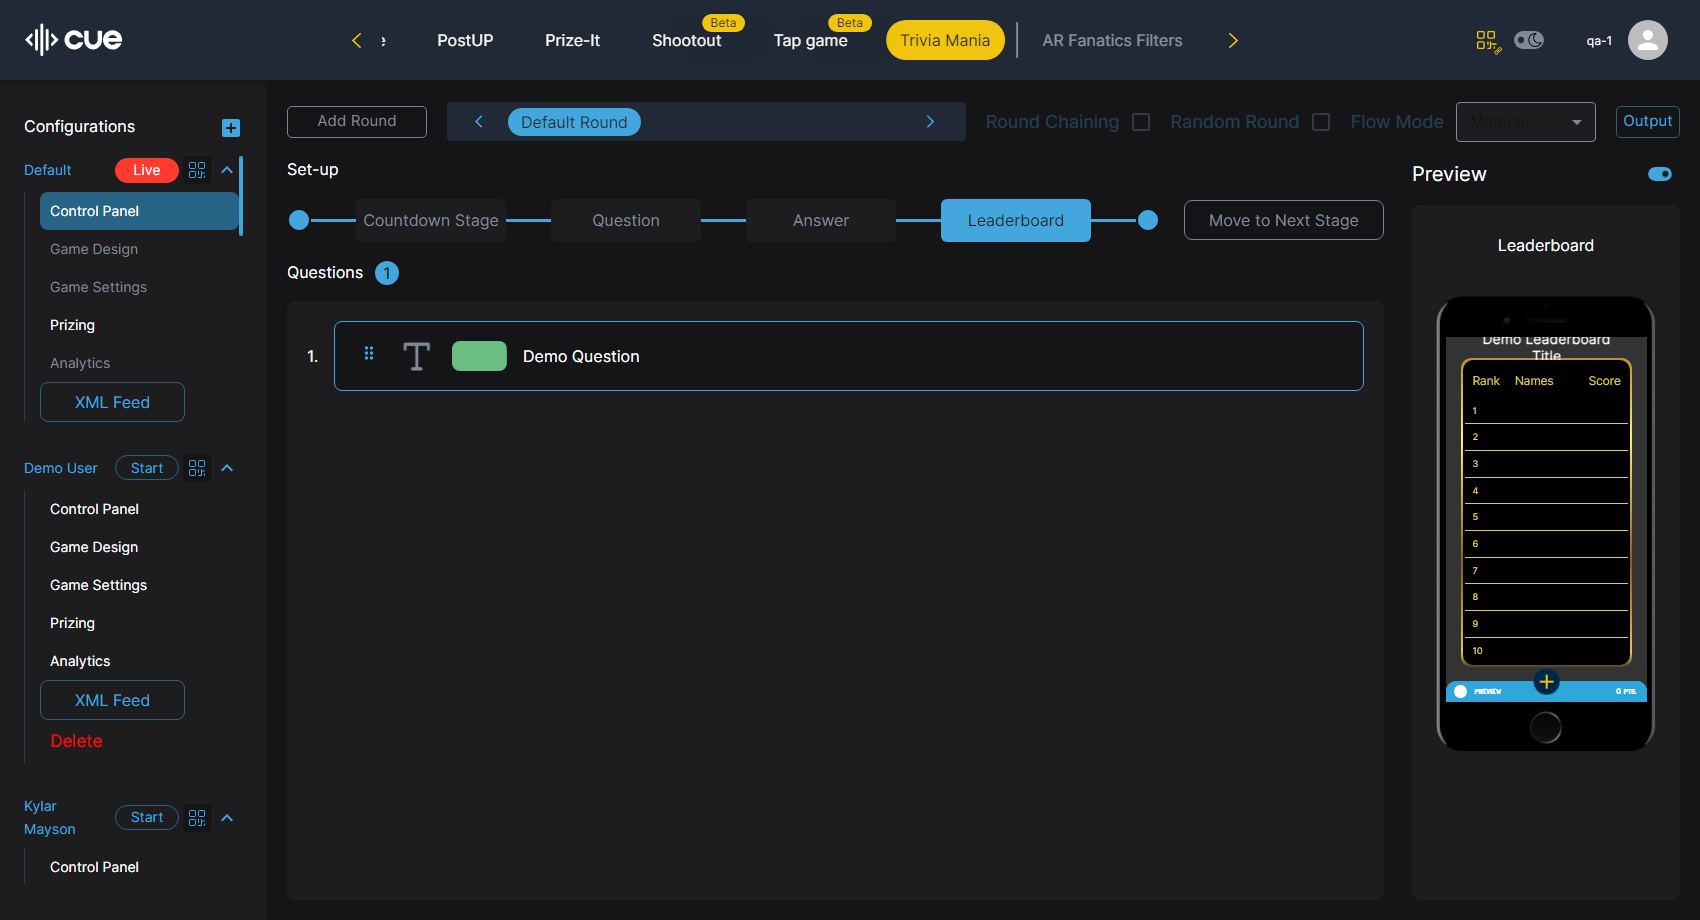 cue
PostUP
Prize-It
Shootout
Beta
Tap game
Beta
Trivia Mania
AR Fanatics Filters
qa-1
Configurations
Default
Live
Control Panel
Game Design
Game Settings
Prizing
Analytics
XML Feed
Demo User
Start
Control Panel
Game Design
Game Settings
Prizing
Analytics
XML Feed
Delete
Kylar
Mayson
Start
Control Panel
Add Round
Default Round
Round Chaining
Random Round
Flow Mode
Manual
Output
Set-up
Countdown Stage
Question
Answer
Leaderboard
Move to Next Stage
Questions 1
1.
T
Demo Question
Preview
Leaderboard
Demo Leaderboard
Title
Rank Names Score
1
2
3
4
5
6
7
8
9
10
PREVIEW
0 PTS.